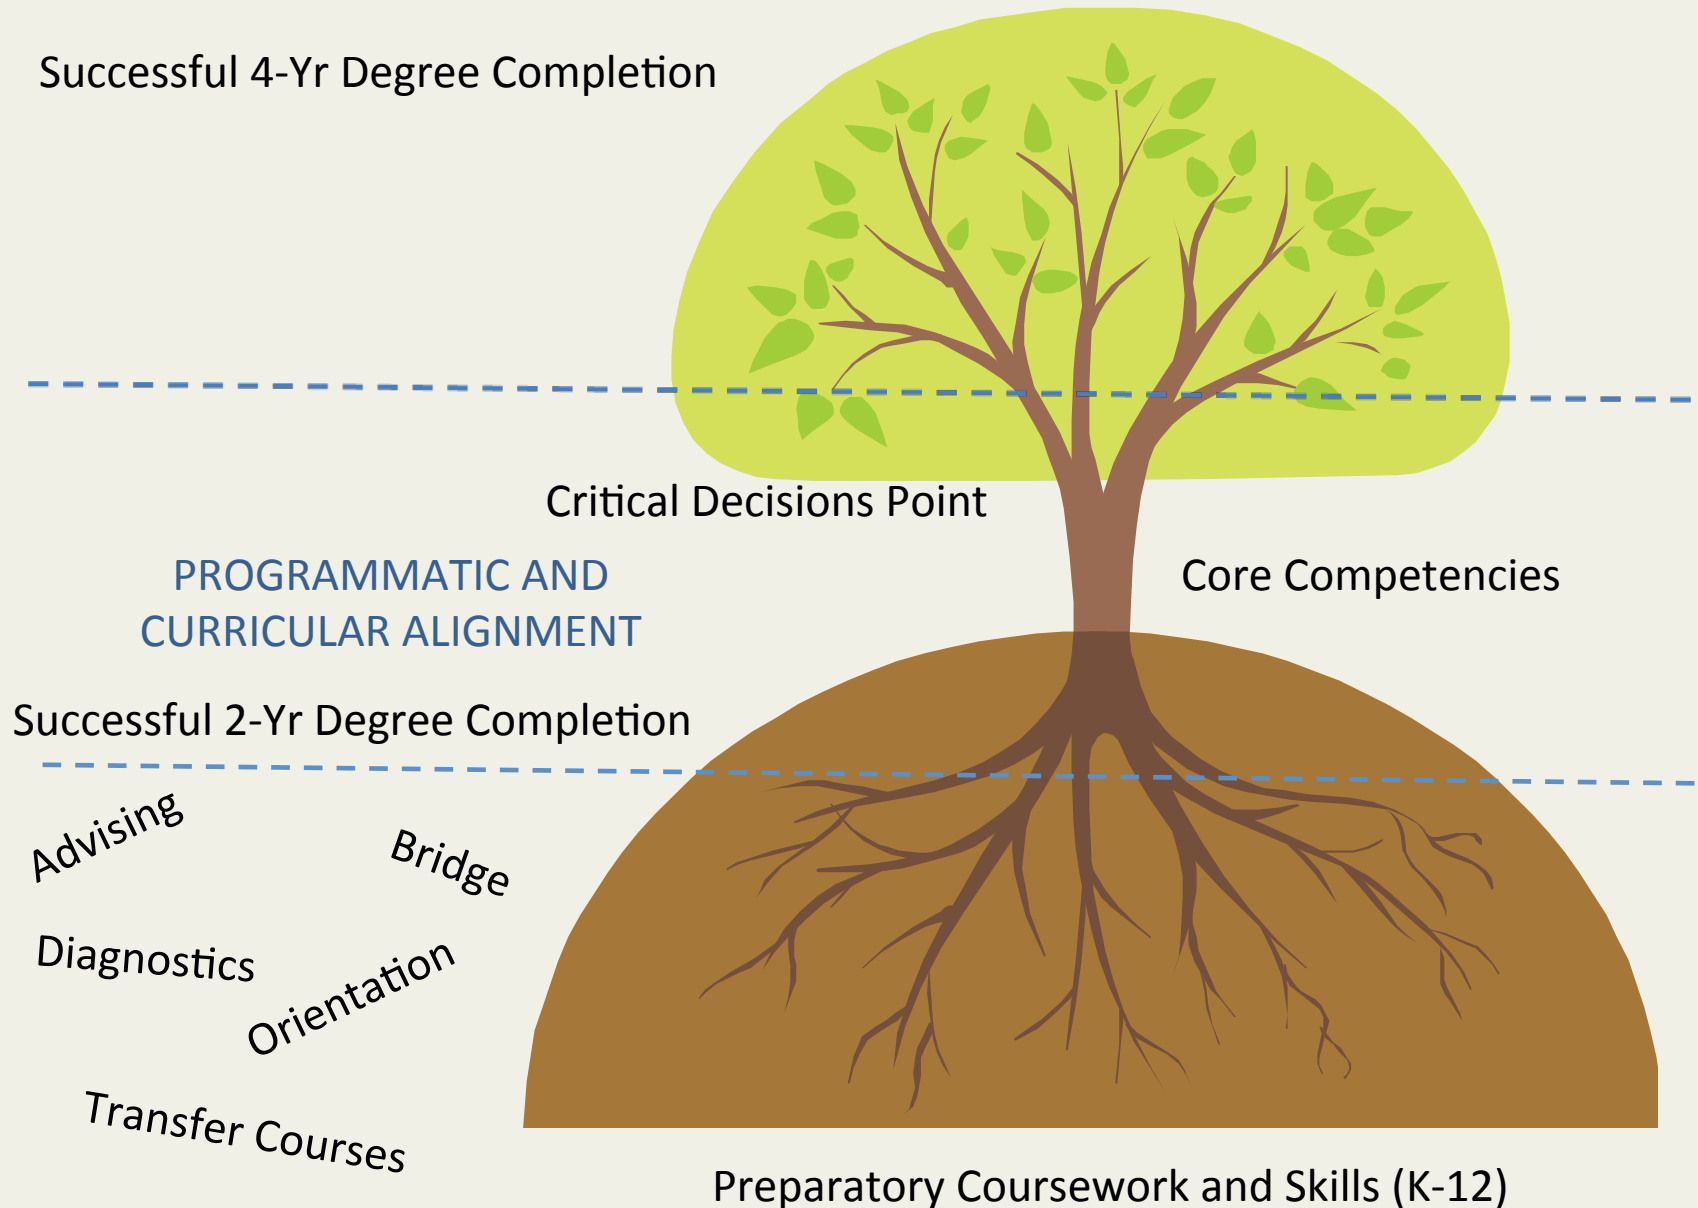 Successful 4-Yr Degree Completion
Critical Decisions Point
PROGRAMMATIC AND
CURRICULAR ALIGNMENT
Core Competencies
Successful 2-Yr Degree Completion
Advising
Bridge
Diagnostics
Orientation
Transfer Courses
Preparatory Coursework and Skills (K-12)